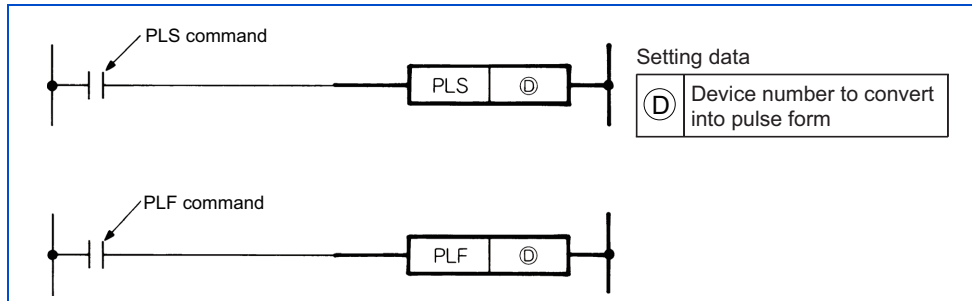 PLS command
PLS Ⓓ
Setting data
Ⓓ Device number to convert
into pulse form
PLF command
PLF Ⓓ